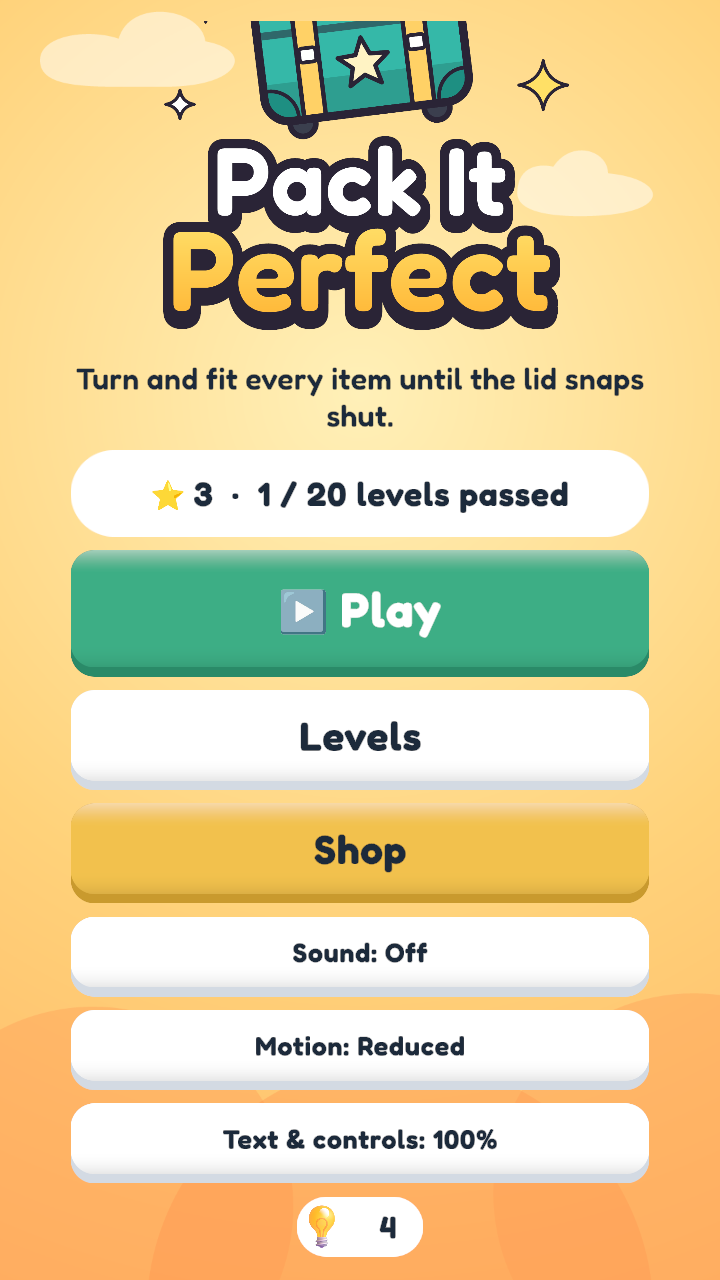 Pack It
Perfect
Turn and fit every item until the lid snaps
shut.
⭐ 3 · 1 / 20 levels passed
▶️ Play
Levels
Shop
Sound: Off
Motion: Reduced
Text & controls: 100%
💡 4